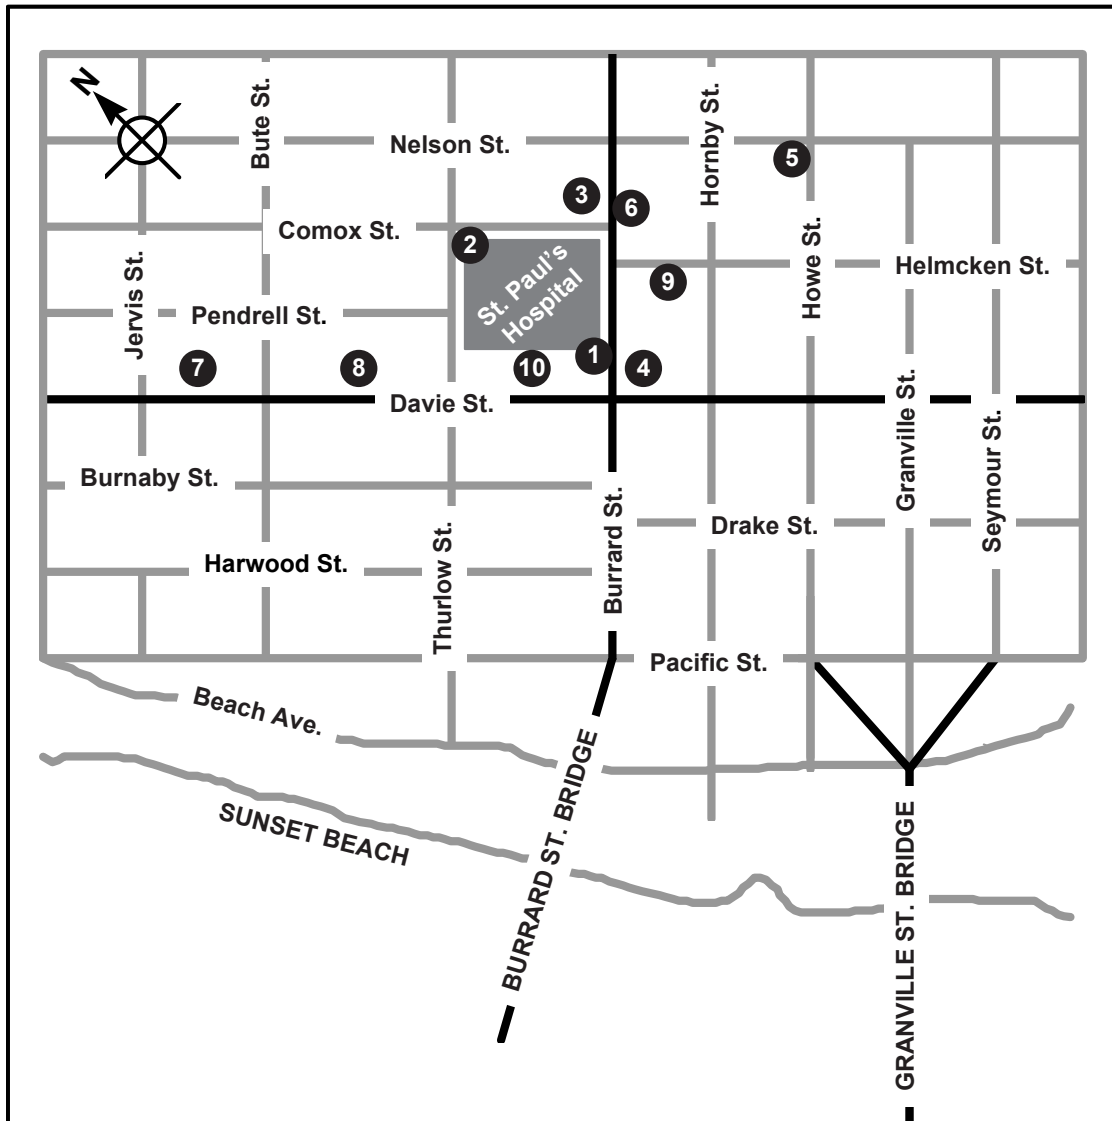 N
Bute St.
Nelson St.
Hornby St.
5
3
6
Comox St.
2
St. Paul's
Hospital
9
Helmcken St.
Howe St.
Jervis St.
Pendrell St.
7
8
10
1
4
Davie St.
Granville St.
Seymour St.
Burnaby St.
Burrard St.
Drake St.
Thurlow St.
Harwood St.
Pacific St.
Beach Ave.
SUNSET BEACH
BURRARD ST. BRIDGE
GRANVILLE ST. BRIDGE